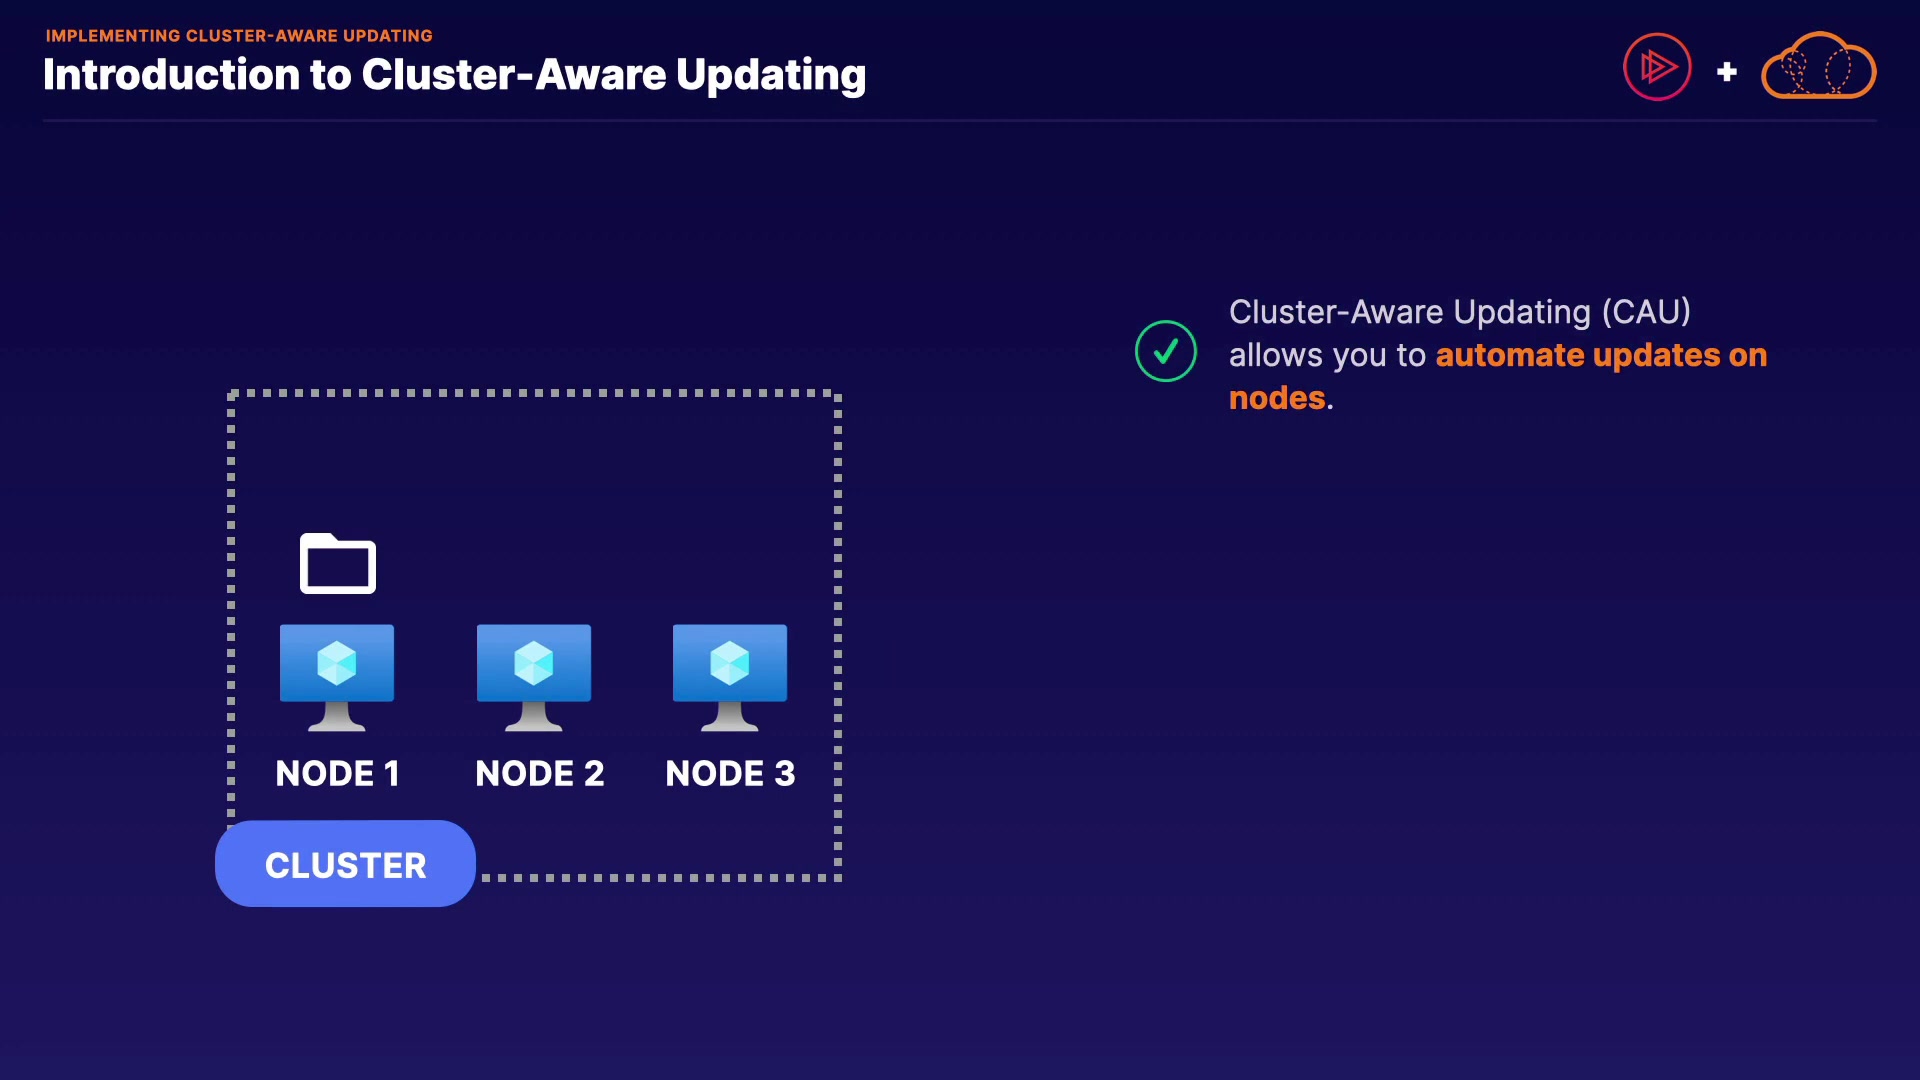 IMPLEMENTING CLUSTER-AWARE UPDATING
Introduction to Cluster-Aware Updating
Cluster-Aware Updating (CAU)
allows you to automate updates on
nodes.
NODE 1
NODE 2
NODE 3
CLUSTER